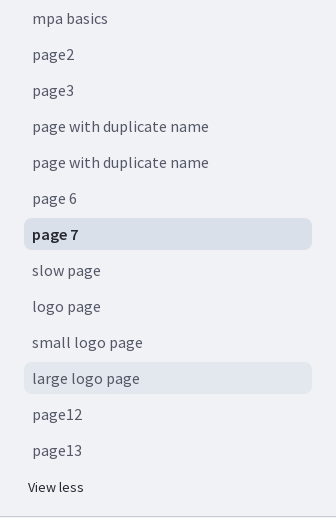 mpa basics
page2
page3
page with duplicate name
page with duplicate name
page 6
page 7
slow page
logo page
small logo page
large logo page
page12
page13
View less